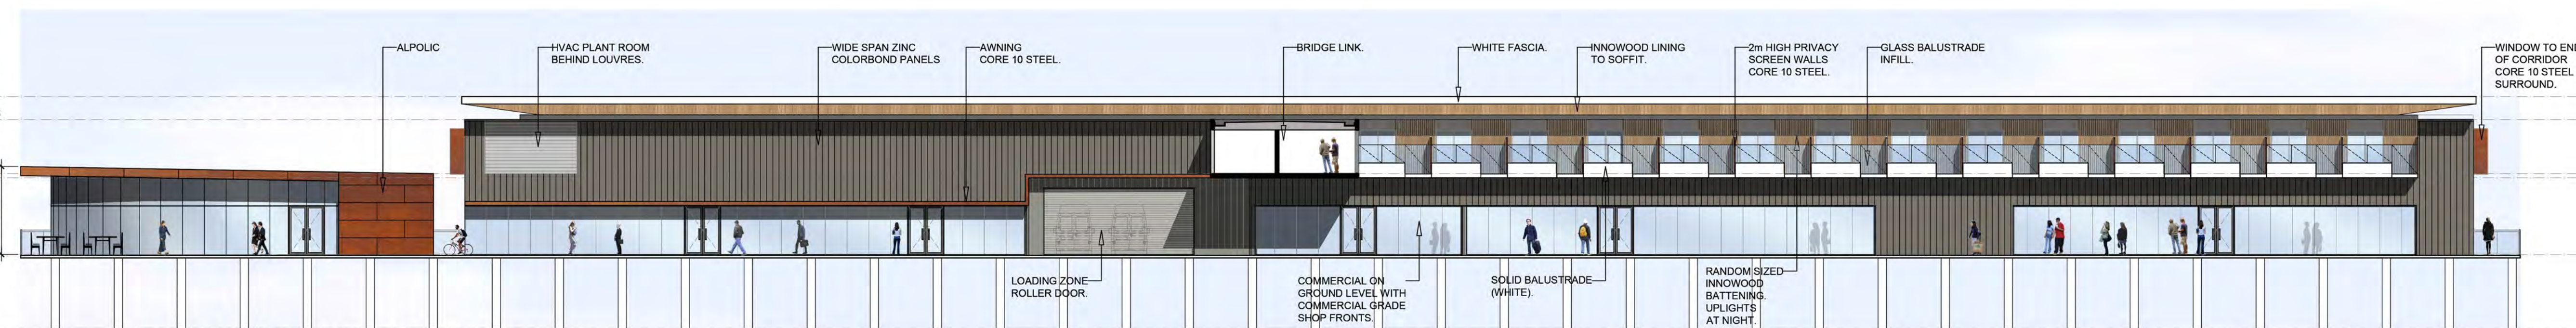 ALPOLIC
HVAC PLANT ROOM
BEHIND LOUVRES.
WIDE SPAN ZINC
COLORBOND PANELS
AWNING
CORE 10 STEEL.
BRIDGE LINK.
WHITE FASCIA.
INNOWOOD LINING
TO SOFFIT.
2m HIGH PRIVACY
SCREEN WALLS
CORE 10 STEEL.
GLASS BALUSTRADE
INFILL.
WINDOW TO END
OF CORRIDOR
CORE 10 STEEL
SURROUND.
LOADING ZONE
ROLLER DOOR.
COMMERCIAL ON
GROUND LEVEL WITH
COMMERCIAL GRADE
SHOP FRONTS.
SOLID BALUSTRADE
(WHITE).
RANDOM SIZED
INNOWOOD
BATTENING.
UPLIGHTS
AT NIGHT.